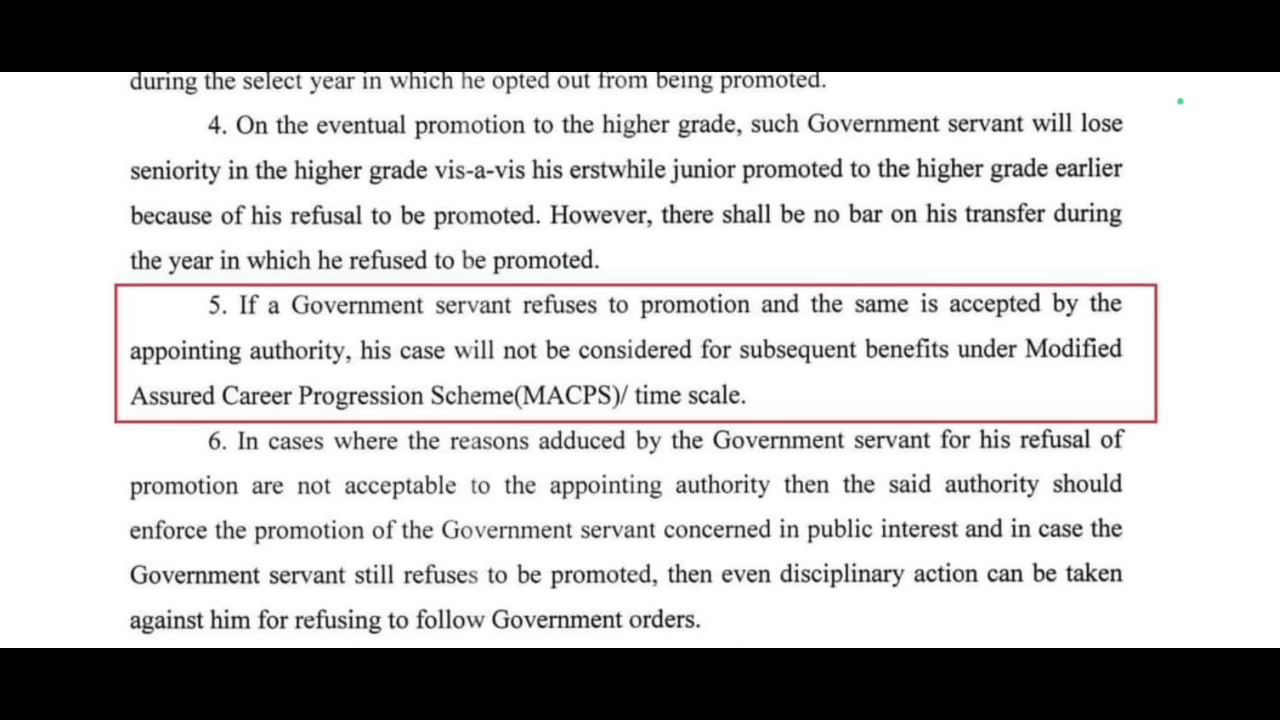 during the select year in which he opted out from being promoted.
4. On the eventual promotion to the higher grade, such Government servant will lose
seniority in the higher grade vis-a-vis his erstwhile junior promoted to the higher grade earlier
because of his refusal to be promoted. However, there shall be no bar on his transfer during
the year in which he refused to be promoted.
5. If a Government servant refuses to promotion and the same is accepted by the
appointing authority, his case will not be considered for subsequent benefits under Modified
Assured Career Progression Scheme(MACPS)/ time scale.
6. In cases where the reasons adduced by the Government servant for his refusal of
promotion are not acceptable to the appointing authority then the said authority should
enforce the promotion of the Government servant concerned in public interest and in case the
Government servant still refuses to be promoted, then even disciplinary action can be taken
against him for refusing to follow Government orders.